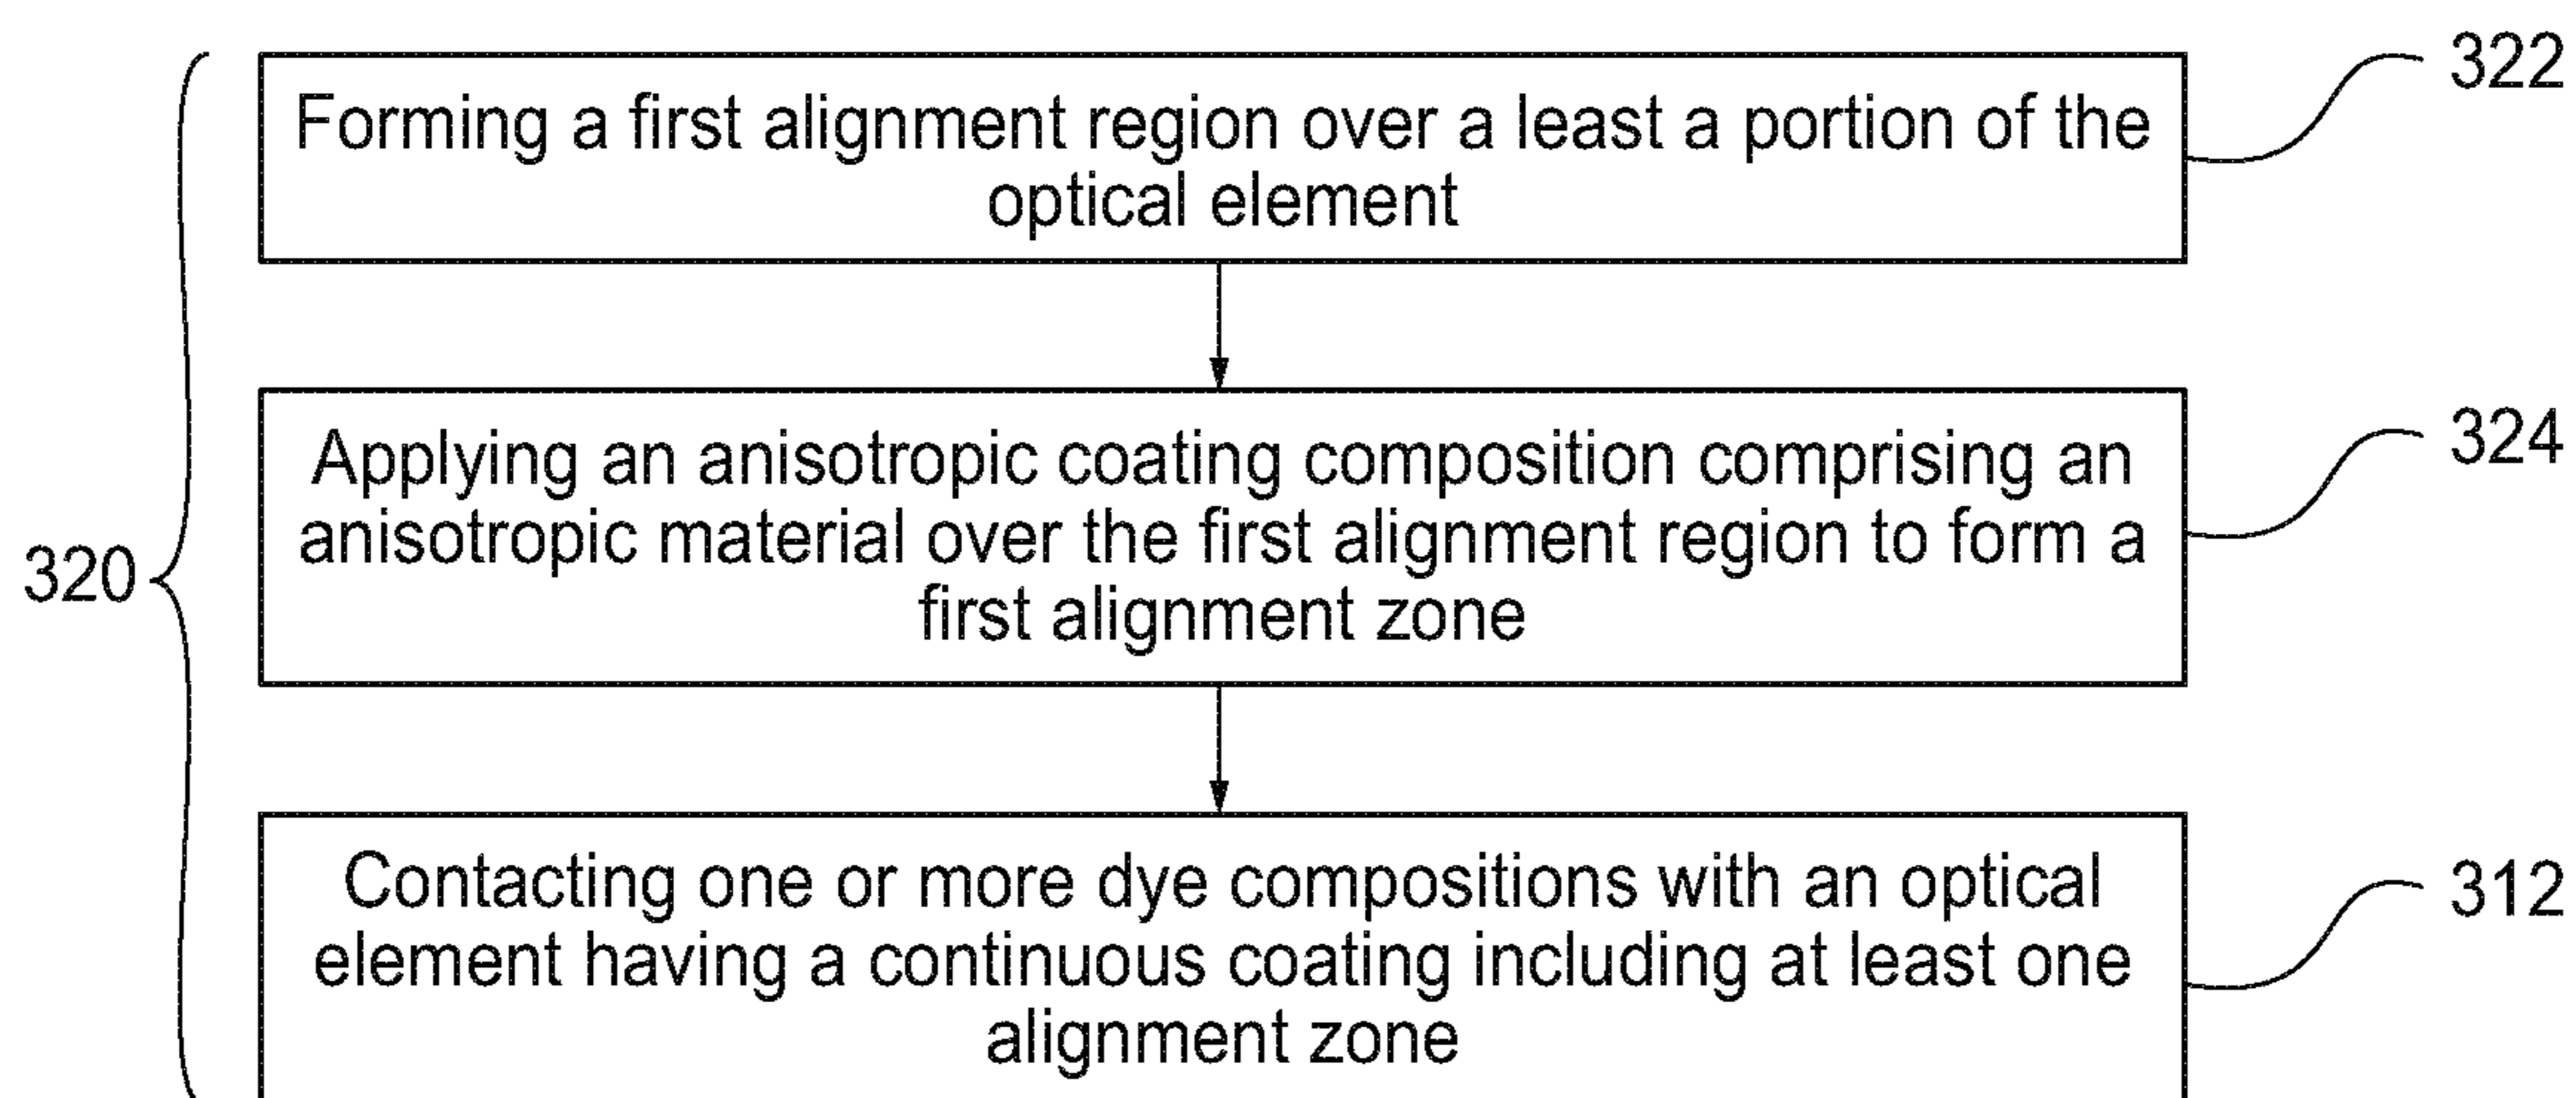 322
Forming a first alignment region over a least a portion of the
optical element
324
Applying an anisotropic coating composition comprising an
anisotropic material over the first alignment region to form a
first alignment zone
320
312
Contacting one or more dye compositions with an optical
element having a continuous coating including at least one
alignment zone